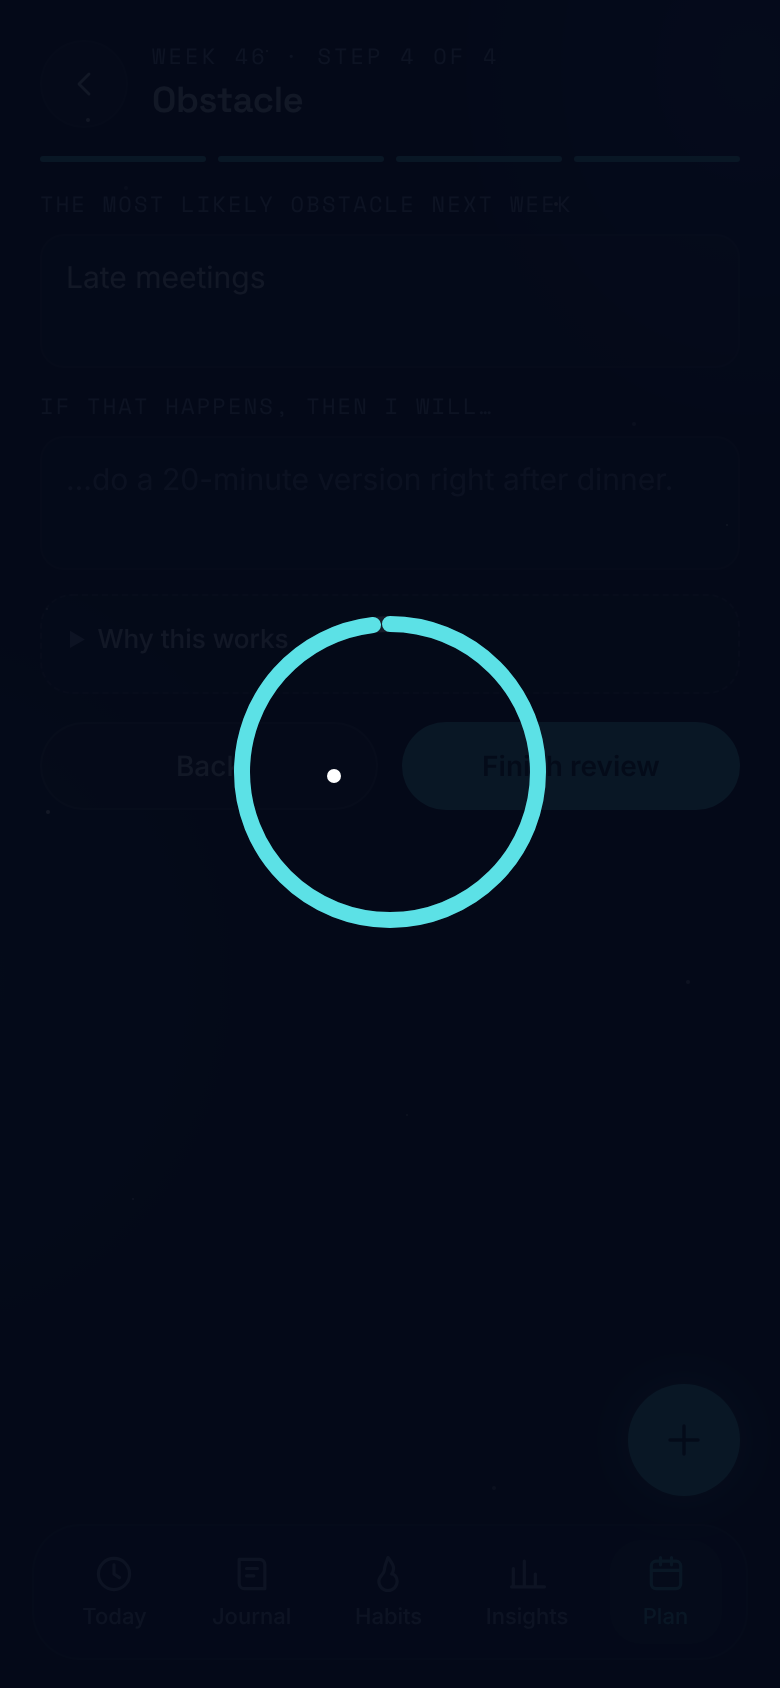 WEEK 46 · STEP 4 OF 4
Obstacle
THE MOST LIKELY OBSTACLE NEXT WEEK
Late meetings
IF THAT HAPPENS, THEN I WILL…
...do a 20-minute version right after dinner.
Why this works
Back
Finish review
Today
Journal
Habits
Insights
Plan